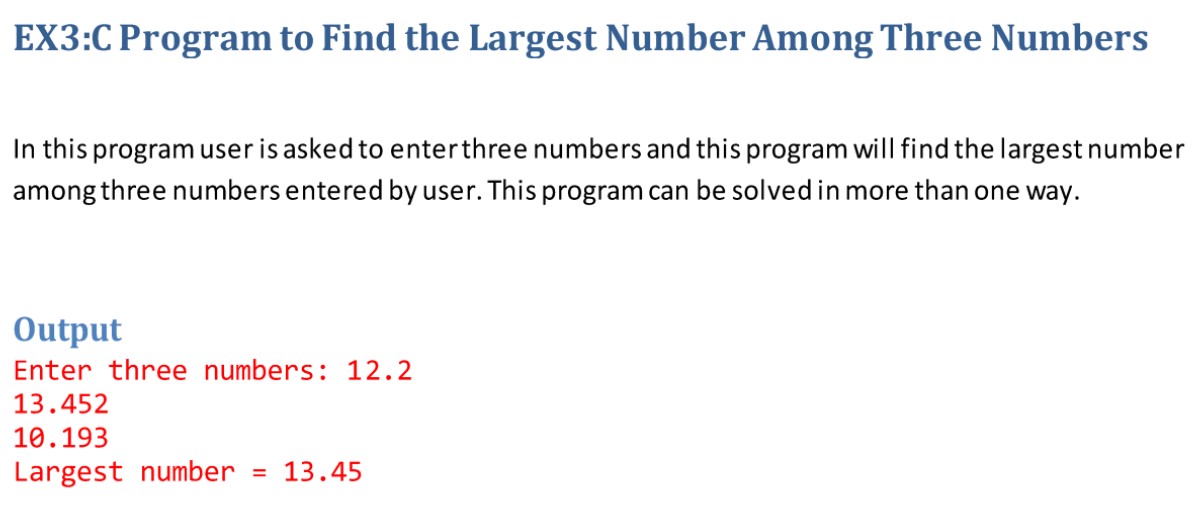 EX3:C Program to Find the Largest Number Among Three Numbers
In this program user is asked to enter three numbers and this program will find the largest number
among three numbers entered by user. This program can be solved in more than one way.
Output
Enter three numbers: 12.2
13.452
10.193
Largest number = 13.45